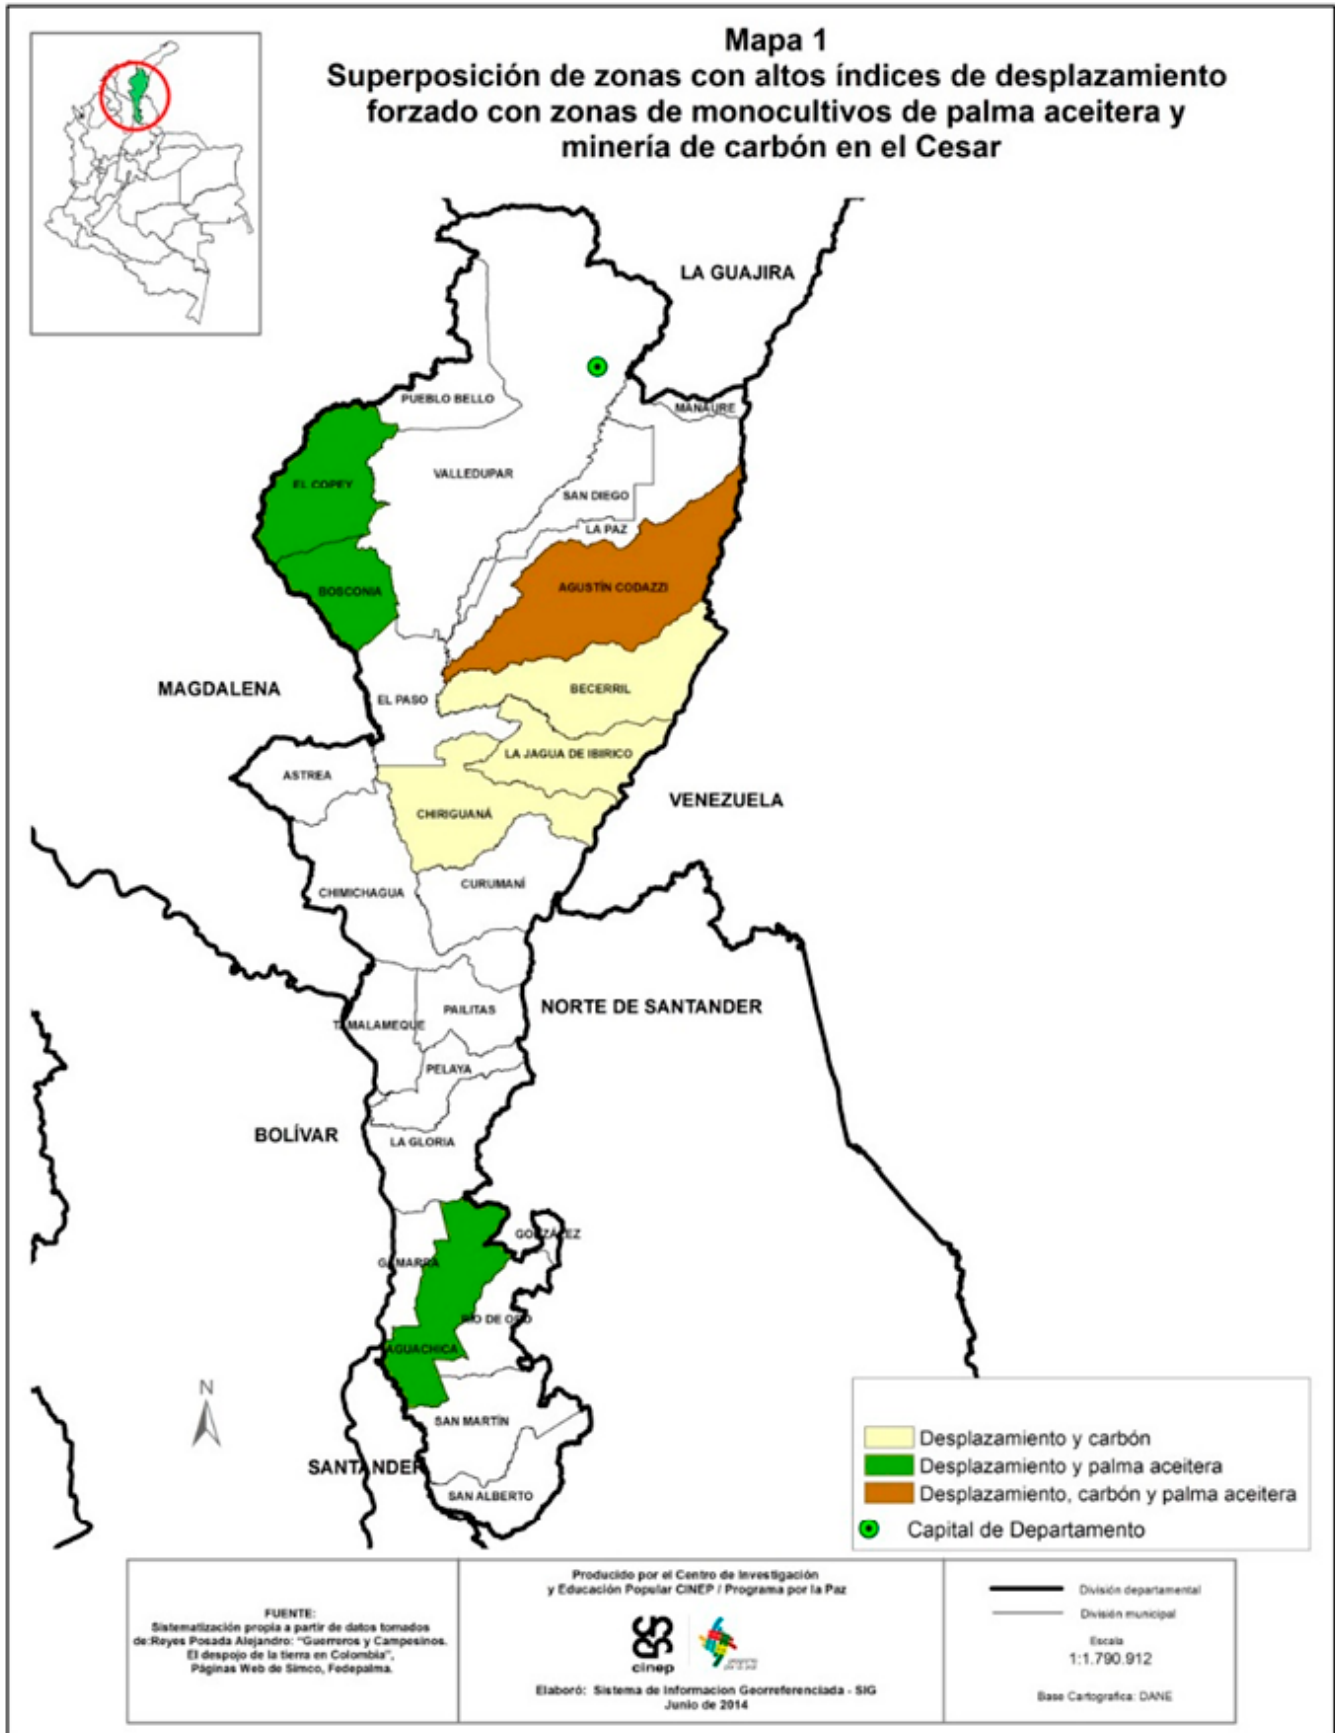 Mapa 1
Superposición de zonas con altos índices de desplazamiento
forzado con zonas de monocultivos de palma aceitera y
minería de carbón en el Cesar
LA GUAJIRA
PUEBLO BELLO
MANAURE
EL COPEY
VALLEDUPAR
SAN DIEGO
LA PAZ
BOSCONIA
AGUSTÍN CODAZZI
MAGDALENA
EL PASO
BECERRIL
LA JAGUA DE IBIRICO
ASTREA
VENEZUELA
CHIRIGUANÁ
CHIMICHAGUA
CURUMANÍ
NORTE DE SANTANDER
PAILITAS
TAMALAMEQUE
PELAYA
BOLÍVAR
LA GLORIA
GONZÁLEZ
GAMARRA
RÍO DE ORO
AGUACHICA
N
SAN MARTÍN
SANTANDER
SAN ALBERTO
Desplazamiento y carbón
Desplazamiento y palma aceitera
Desplazamiento, carbón y palma aceitera
Capital de Departamento
FUENTE:
Sistematización propia a partir de datos tomados
de:Reyes Posada Alejandro: "Guerreros y Campesinos.
El despojo de la tierra en Colombia",
Páginas Web de Simco, Fedepalma.
Producido por el Centro de Investigación
y Educación Popular CINEP / Programa por la Paz
cinep
Elaboró: Sistema de Informacion Georreferenciada - SIG
Junio de 2014
División departamental
División municipal
Escala
1:1.790.912
Base Cartografica: DANE